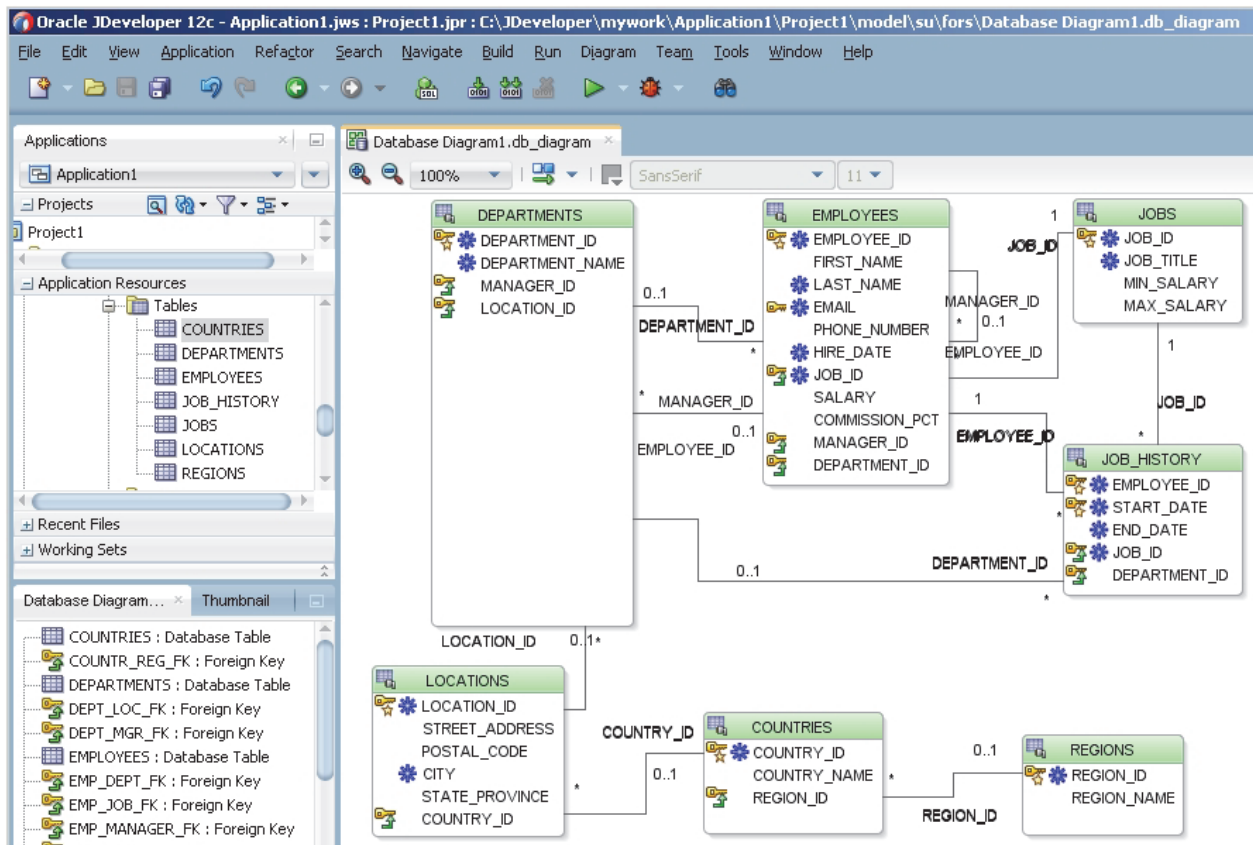 Oracle JDeveloper 12c - Application1.jws : Project1.jpr : C:\JDeveloper\mywork\Application1\Project1\model\su\fors\Database Diagram1.db_diagram
File Edit View Application Refactor Search Navigate Build Run Diagram Team Tools Window Help
Applications
Application1
Projects
Project1
Application Resources
Tables
COUNTRIES
DEPARTMENTS
EMPLOYEES
JOB_HISTORY
JOBS
LOCATIONS
REGIONS
Recent Files
Working Sets
Database Diagram... Thumbnail
COUNTRIES : Database Table
COUNTR_REG_FK : Foreign Key
DEPARTMENTS : Database Table
DEPT_LOC_FK : Foreign Key
DEPT_MGR_FK : Foreign Key
EMPLOYEES : Database Table
EMP_DEPT_FK : Foreign Key
EMP_JOB_FK : Foreign Key
EMP_MANAGER_FK : Foreign Key
Database Diagram1.db_diagram
100% SansSerif 11
DEPARTMENTS
DEPARTMENT_ID
DEPARTMENT_NAME
MANAGER_ID
LOCATION_ID
0..1
DEPARTMENT_ID
*
* MANAGER_ID
0..1
EMPLOYEE_ID
EMPLOYEES
EMPLOYEE_ID
FIRST_NAME
LAST_NAME
EMAIL
PHONE_NUMBER
HIRE_DATE
JOB_ID
SALARY
COMMISSION_PCT
MANAGER_ID
DEPARTMENT_ID
MANAGER_ID
* 0..1
EMPLOYEE_ID
1
JOB_ID
*
JOBS
JOB_ID
JOB_TITLE
MIN_SALARY
MAX_SALARY
1
JOB_ID
*
1
EMPLOYEE_ID
*
JOB_HISTORY
EMPLOYEE_ID
START_DATE
END_DATE
JOB_ID
DEPARTMENT_ID
DEPARTMENT_ID
0..1
*
LOCATION_ID 0..1*
LOCATIONS
LOCATION_ID
STREET_ADDRESS
POSTAL_CODE
CITY
STATE_PROVINCE
COUNTRY_ID
COUNTRY_ID
0..1
*
COUNTRIES
COUNTRY_ID
COUNTRY_NAME
REGION_ID
*
0..1
REGION_ID
REGIONS
REGION_ID
REGION_NAME